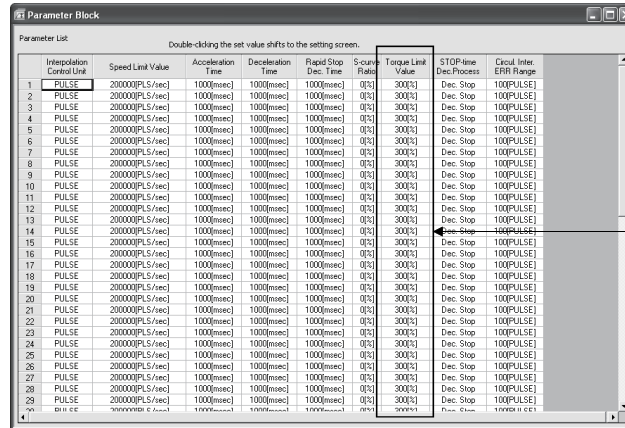 Parameter Block
Parameter List
Double-clicking the set value shifts to the setting screen.
Interpolation Control Unit Speed Limit Value Acceleration Time Deceleration Time Rapid Stop Dec. Time S-curve Ratio Torque Limit Value STOP-time Dec.Process Circul. Inter. ERR Range
1 PULSE 200000[PLS/sec] 1000[msec] 1000[msec] 1000[msec] 0[%] 300[%] Dec. Stop 100[PULSE]
2 PULSE 200000[PLS/sec] 1000[msec] 1000[msec] 1000[msec] 0[%] 300[%] Dec. Stop 100[PULSE]
3 PULSE 200000[PLS/sec] 1000[msec] 1000[msec] 1000[msec] 0[%] 300[%] Dec. Stop 100[PULSE]
4 PULSE 200000[PLS/sec] 1000[msec] 1000[msec] 1000[msec] 0[%] 300[%] Dec. Stop 100[PULSE]
5 PULSE 200000[PLS/sec] 1000[msec] 1000[msec] 1000[msec] 0[%] 300[%] Dec. Stop 100[PULSE]
6 PULSE 200000[PLS/sec] 1000[msec] 1000[msec] 1000[msec] 0[%] 300[%] Dec. Stop 100[PULSE]
7 PULSE 200000[PLS/sec] 1000[msec] 1000[msec] 1000[msec] 0[%] 300[%] Dec. Stop 100[PULSE]
8 PULSE 200000[PLS/sec] 1000[msec] 1000[msec] 1000[msec] 0[%] 300[%] Dec. Stop 100[PULSE]
9 PULSE 200000[PLS/sec] 1000[msec] 1000[msec] 1000[msec] 0[%] 300[%] Dec. Stop 100[PULSE]
10 PULSE 200000[PLS/sec] 1000[msec] 1000[msec] 1000[msec] 0[%] 300[%] Dec. Stop 100[PULSE]
11 PULSE 200000[PLS/sec] 1000[msec] 1000[msec] 1000[msec] 0[%] 300[%] Dec. Stop 100[PULSE]
12 PULSE 200000[PLS/sec] 1000[msec] 1000[msec] 1000[msec] 0[%] 300[%] Dec. Stop 100[PULSE]
13 PULSE 200000[PLS/sec] 1000[msec] 1000[msec] 1000[msec] 0[%] 300[%] Dec. Stop 100[PULSE]
14 PULSE 200000[PLS/sec] 1000[msec] 1000[msec] 1000[msec] 0[%] 300[%] Dec. Stop 100[PULSE]
15 PULSE 200000[PLS/sec] 1000[msec] 1000[msec] 1000[msec] 0[%] 300[%] Dec. Stop 100[PULSE]
16 PULSE 200000[PLS/sec] 1000[msec] 1000[msec] 1000[msec] 0[%] 300[%] Dec. Stop 100[PULSE]
17 PULSE 200000[PLS/sec] 1000[msec] 1000[msec] 1000[msec] 0[%] 300[%] Dec. Stop 100[PULSE]
18 PULSE 200000[PLS/sec] 1000[msec] 1000[msec] 1000[msec] 0[%] 300[%] Dec. Stop 100[PULSE]
19 PULSE 200000[PLS/sec] 1000[msec] 1000[msec] 1000[msec] 0[%] 300[%] Dec. Stop 100[PULSE]
20 PULSE 200000[PLS/sec] 1000[msec] 1000[msec] 1000[msec] 0[%] 300[%] Dec. Stop 100[PULSE]
21 PULSE 200000[PLS/sec] 1000[msec] 1000[msec] 1000[msec] 0[%] 300[%] Dec. Stop 100[PULSE]
22 PULSE 200000[PLS/sec] 1000[msec] 1000[msec] 1000[msec] 0[%] 300[%] Dec. Stop 100[PULSE]
23 PULSE 200000[PLS/sec] 1000[msec] 1000[msec] 1000[msec] 0[%] 300[%] Dec. Stop 100[PULSE]
24 PULSE 200000[PLS/sec] 1000[msec] 1000[msec] 1000[msec] 0[%] 300[%] Dec. Stop 100[PULSE]
25 PULSE 200000[PLS/sec] 1000[msec] 1000[msec] 1000[msec] 0[%] 300[%] Dec. Stop 100[PULSE]
26 PULSE 200000[PLS/sec] 1000[msec] 1000[msec] 1000[msec] 0[%] 300[%] Dec. Stop 100[PULSE]
27 PULSE 200000[PLS/sec] 1000[msec] 1000[msec] 1000[msec] 0[%] 300[%] Dec. Stop 100[PULSE]
28 PULSE 200000[PLS/sec] 1000[msec] 1000[msec] 1000[msec] 0[%] 300[%] Dec. Stop 100[PULSE]
29 PULSE 200000[PLS/sec] 1000[msec] 1000[msec] 1000[msec] 0[%] 300[%] Dec. Stop 100[PULSE]